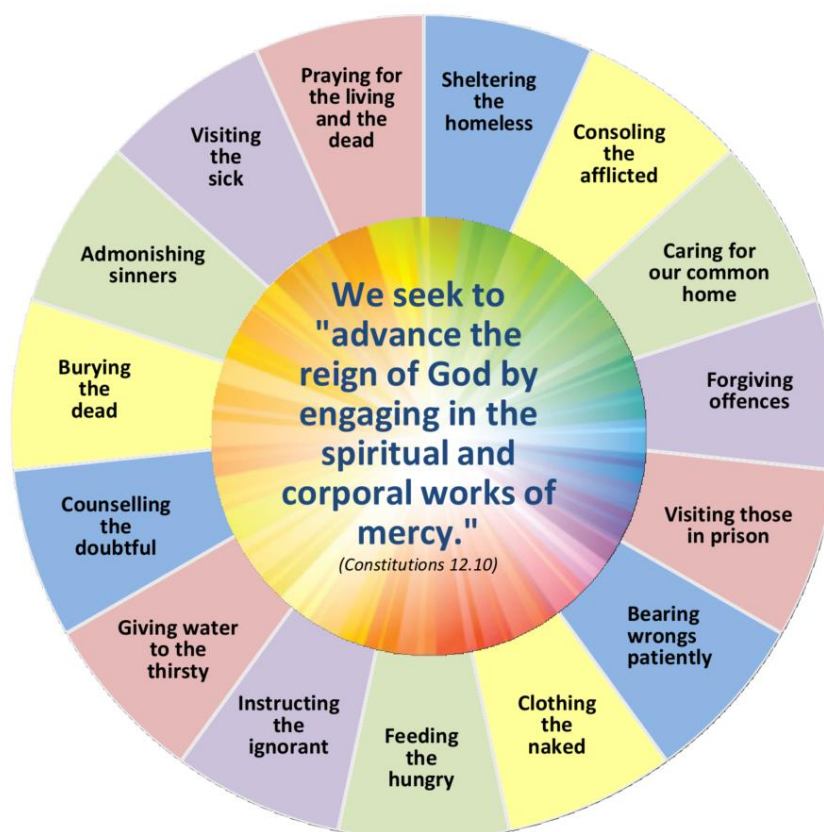 We seek to
"advance the
reign of God by
engaging in the
spiritual and
corporal works of
mercy."
(Constitutions 12.10)
Sheltering
the
homeless
Consoling
the
afflicted
Caring for
our common
home
Forgiving
offences
Visiting those
in prison
Bearing
wrongs
patiently
Clothing
the
naked
Feeding
the
hungry
Instructing
the
ignorant
Giving water
to the
thirsty
Counselling
the
doubtful
Burying
the
dead
Admonishing
sinners
Visiting
the
sick
Praying for
the living
and the
dead